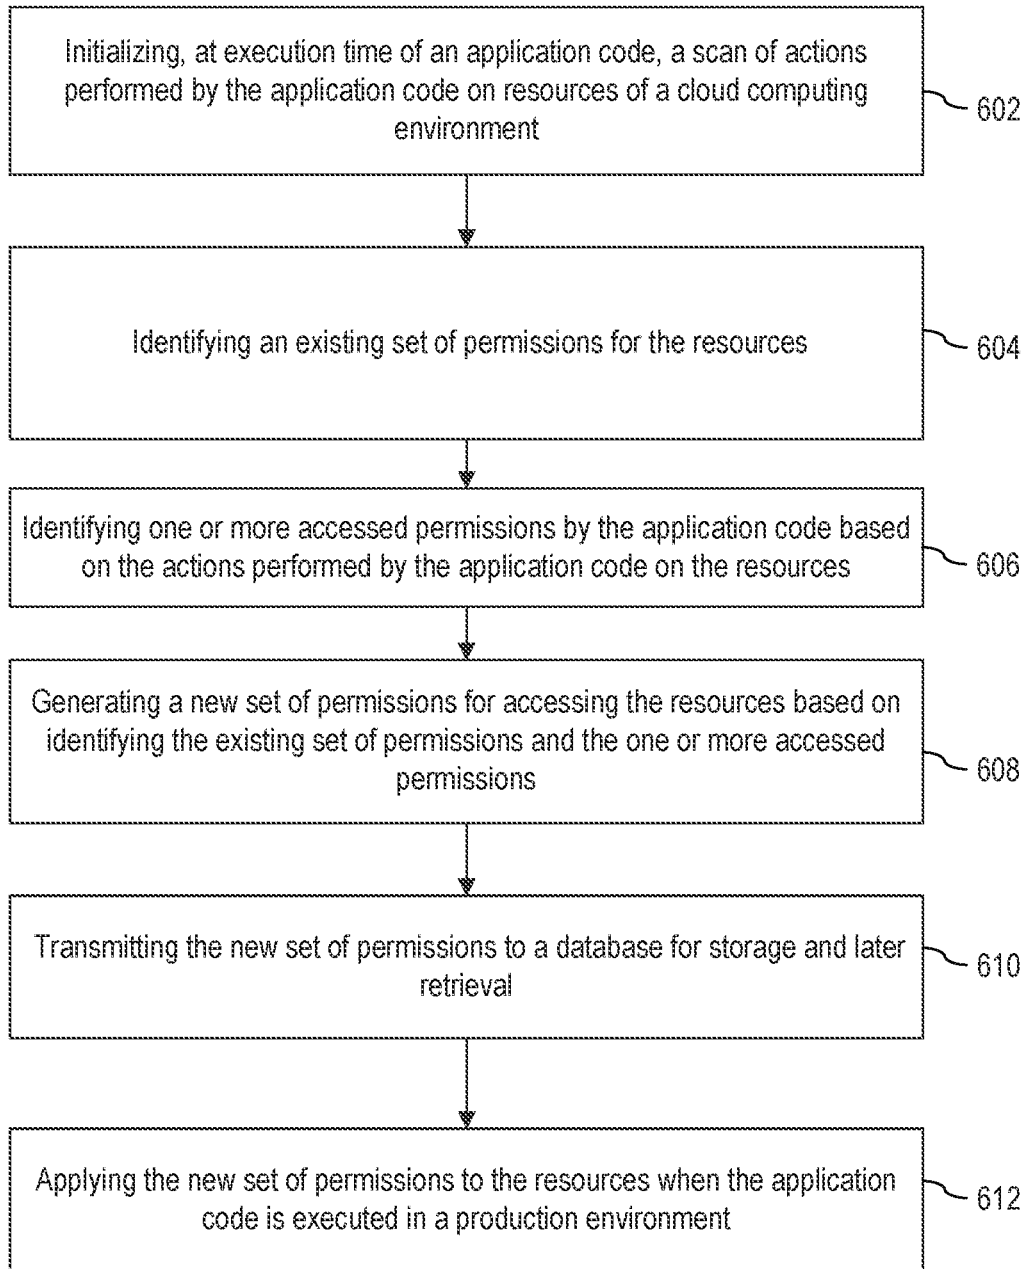 Initializing, at execution time of an application code, a scan of actions
performed by the application code on resources of a cloud computing
environment
602
Identifying an existing set of permissions for the resources
604
Identifying one or more accessed permissions by the application code based
on the actions performed by the application code on the resources
606
Generating a new set of permissions for accessing the resources based on
identifying the existing set of permissions and the one or more accessed
permissions
608
Transmitting the new set of permissions to a database for storage and later
retrieval
610
Applying the new set of permissions to the resources when the application
code is executed in a production environment
612